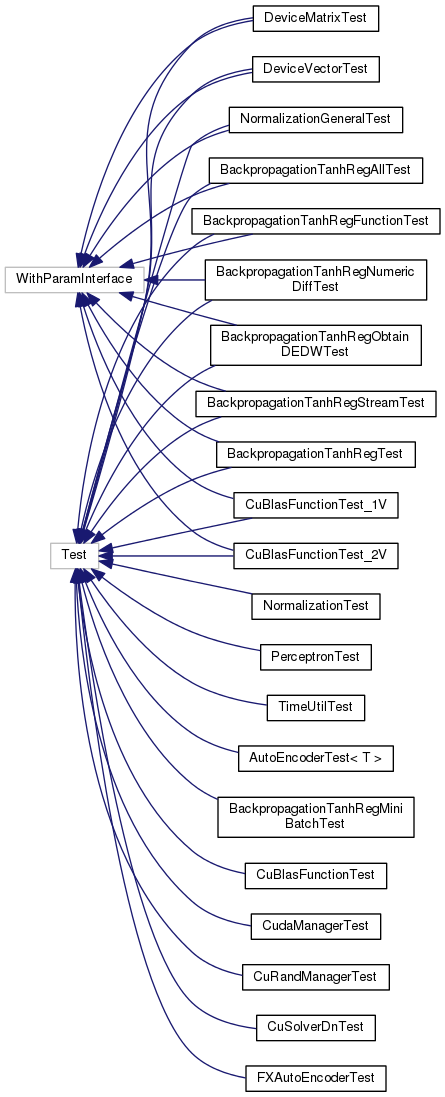 DeviceMatrixTest
DeviceVectorTest
NormalizationGeneralTest
BackpropagationTanhRegAllTest
BackpropagationTanhRegFunctionTest
WithParamInterface
BackpropagationTanhRegNumeric
DiffTest
BackpropagationTanhRegObtain
DEDWTest
BackpropagationTanhRegStreamTest
BackpropagationTanhRegTest
CuBlasFunctionTest_1V
Test
CuBlasFunctionTest_2V
NormalizationTest
PerceptronTest
TimeUtilTest
AutoEncoderTest< T >
BackpropagationTanhRegMini
BatchTest
CuBlasFunctionTest
CudaManagerTest
CuRandManagerTest
CuSolverDnTest
FXAutoEncoderTest